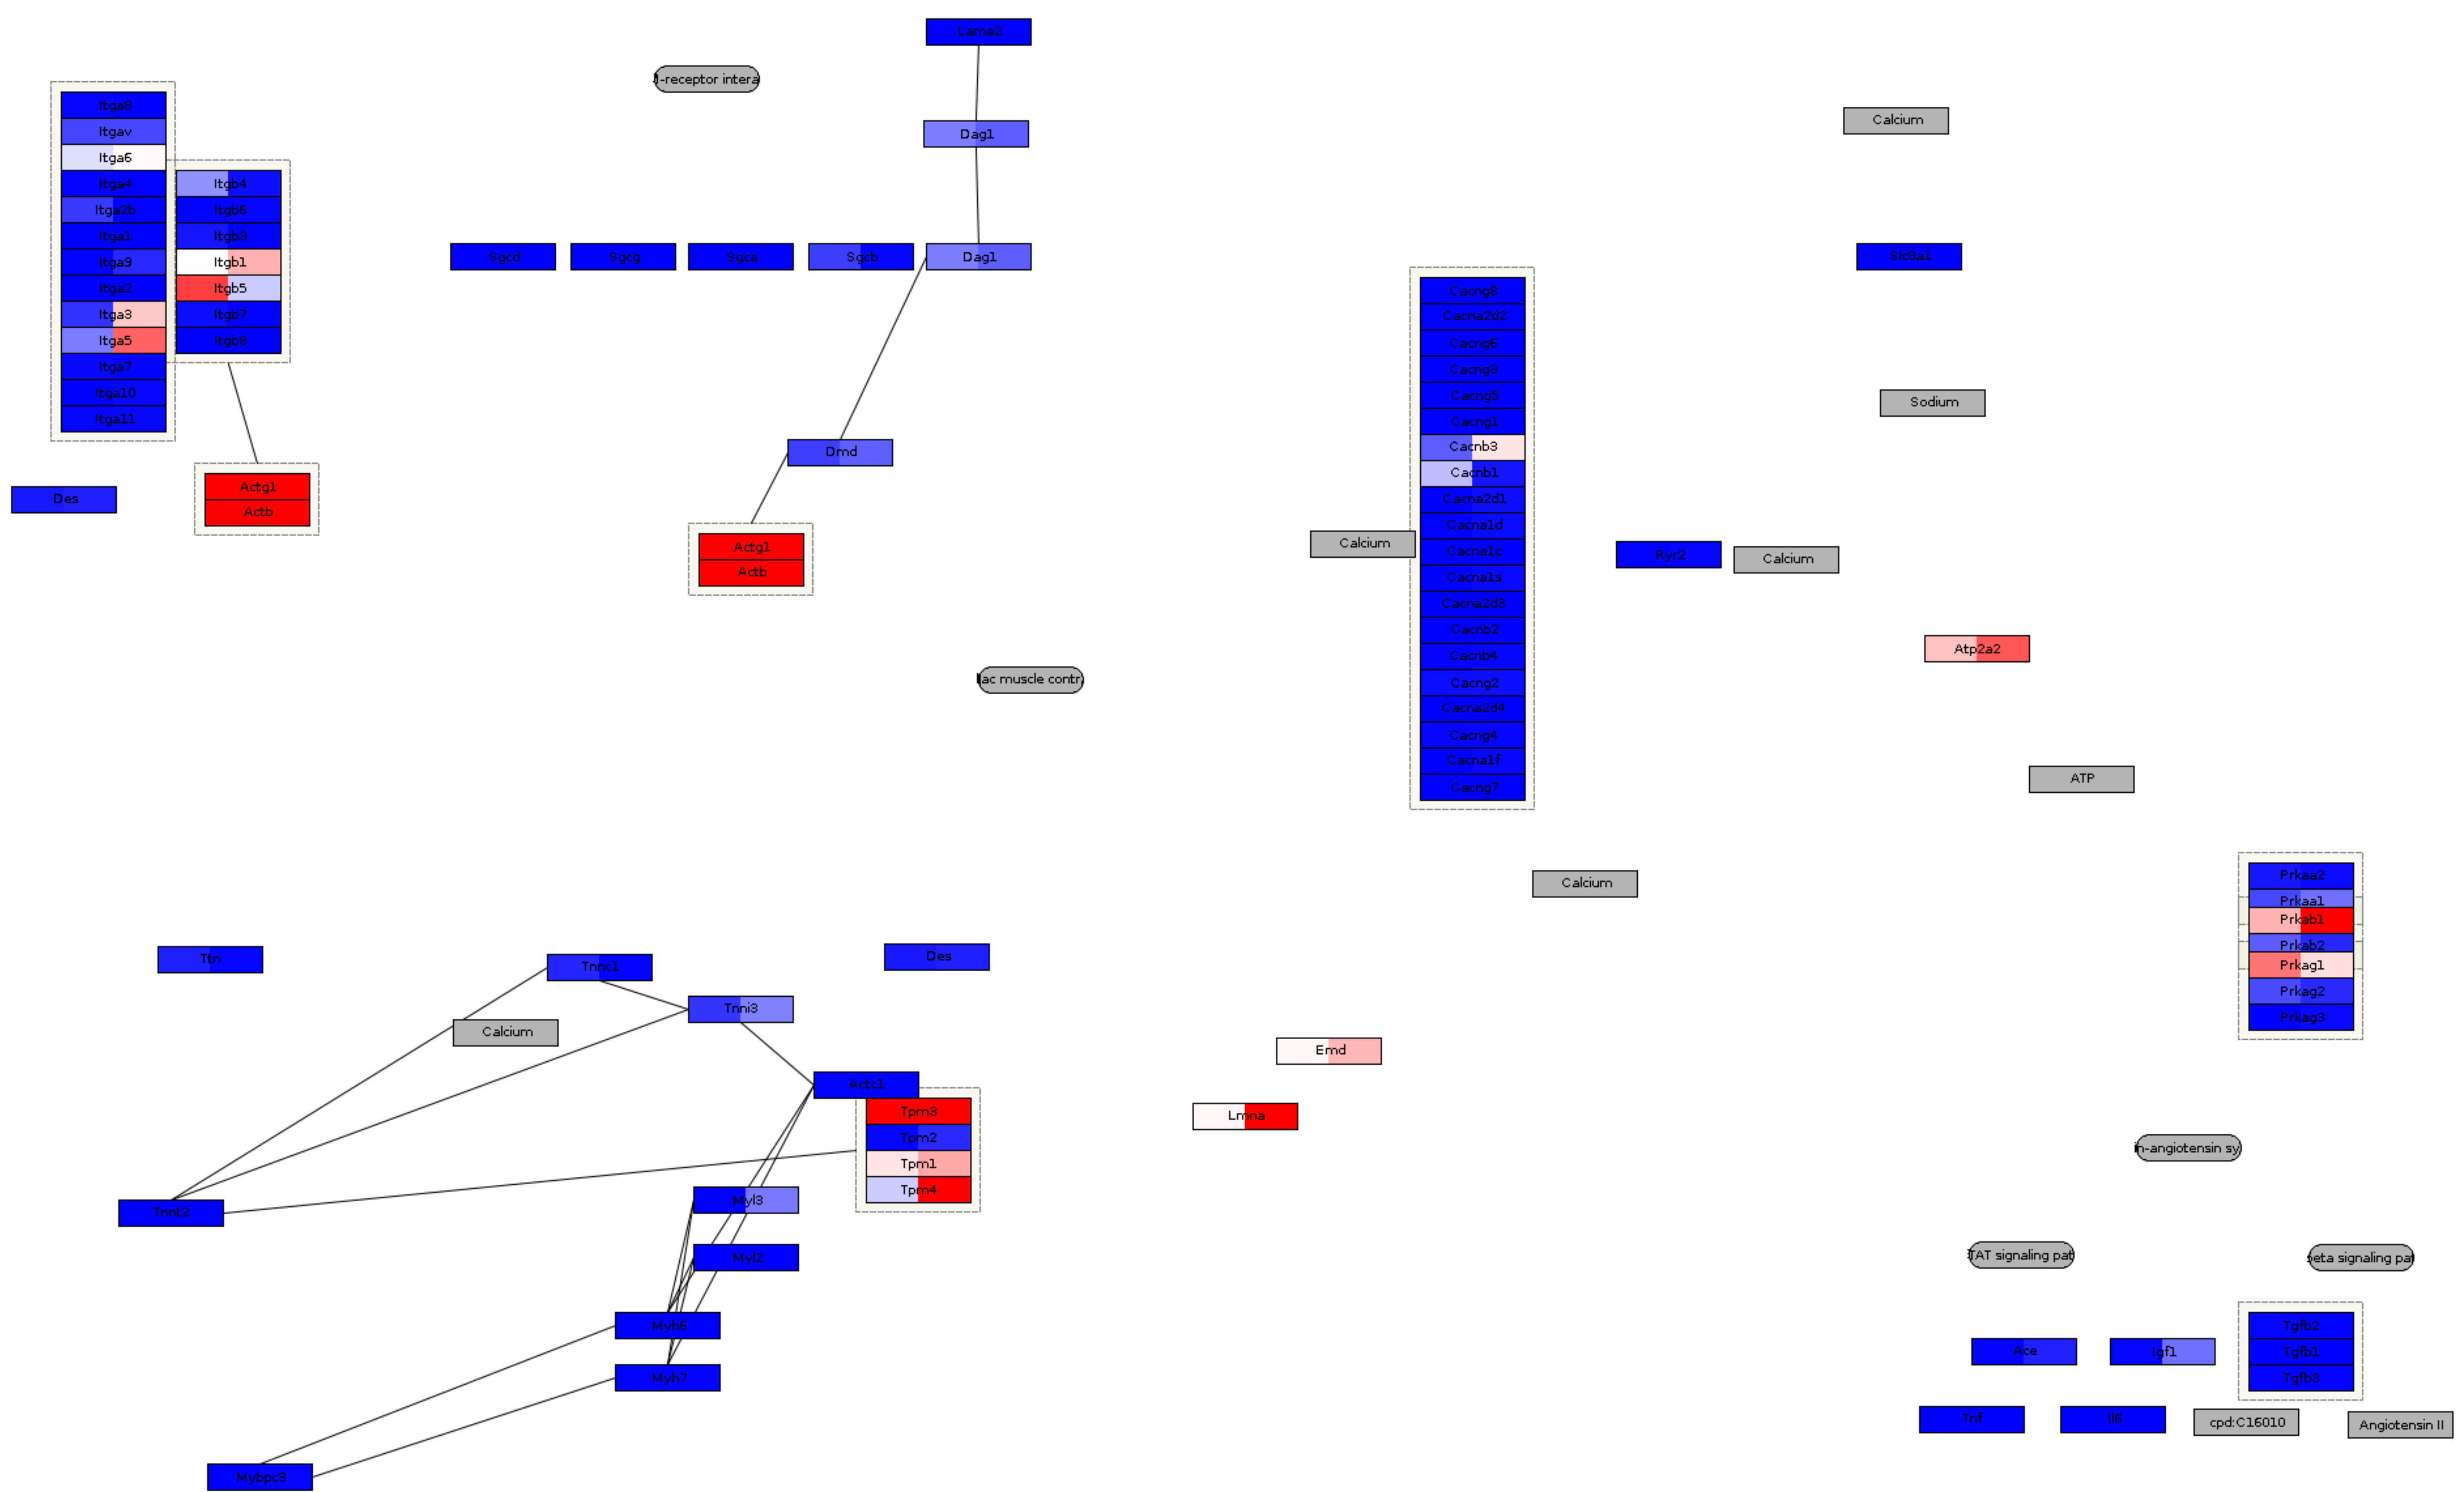 Lama2
-receptor intera
Dag1
Calcium
Itga8
Itgav
Itga6
Itga4
Itga2b
Itga1
Itga9
Itga2
Itga3
Itga5
Itga7
Itga10
Itga11
Itgb4
Itgb6
Itgb3
Itgb1
Itgb5
Itgb7
Itgb8
Sgcd
Sgcg
Sgca
Sgcb
Dag1
Slc8a1
Cacng8
Cacna2d2
Cacng6
Cacng3
Cacng5
Cacng1
Cacnb3
Cacnb1
Cacna2d1
Cacna1d
Cacna1c
Cacna1s
Cacna2d3
Cacnb2
Cacnb4
Cacng2
Cacna2d4
Cacng4
Cacna1f
Cacng7
Sodium
Dmd
Des
Actg1
Actb
Actg1
Actb
Calcium
Ryr2
Calcium
Atp2a2
ac muscle contr
ATP
Calcium
Prkaa2
Prkaa1
Prkab1
Prkab2
Prkag1
Prkag2
Prkag3
Ttn
Tnnc1
Des
Tnni3
Calcium
Emd
Actc1
Tpm3
Tpm2
Tpm1
Tpm4
Lmna
n-angiotensin sy
Tnnt2
Myl3
Myl2
TAT signaling pat
beta signaling pat
Myh6
Myh7
Ace
Igf1
Tgfb2
Tgfb1
Tgfb3
Tnf
Il6
cpd:C16010
Angiotensin II
Mybpc3